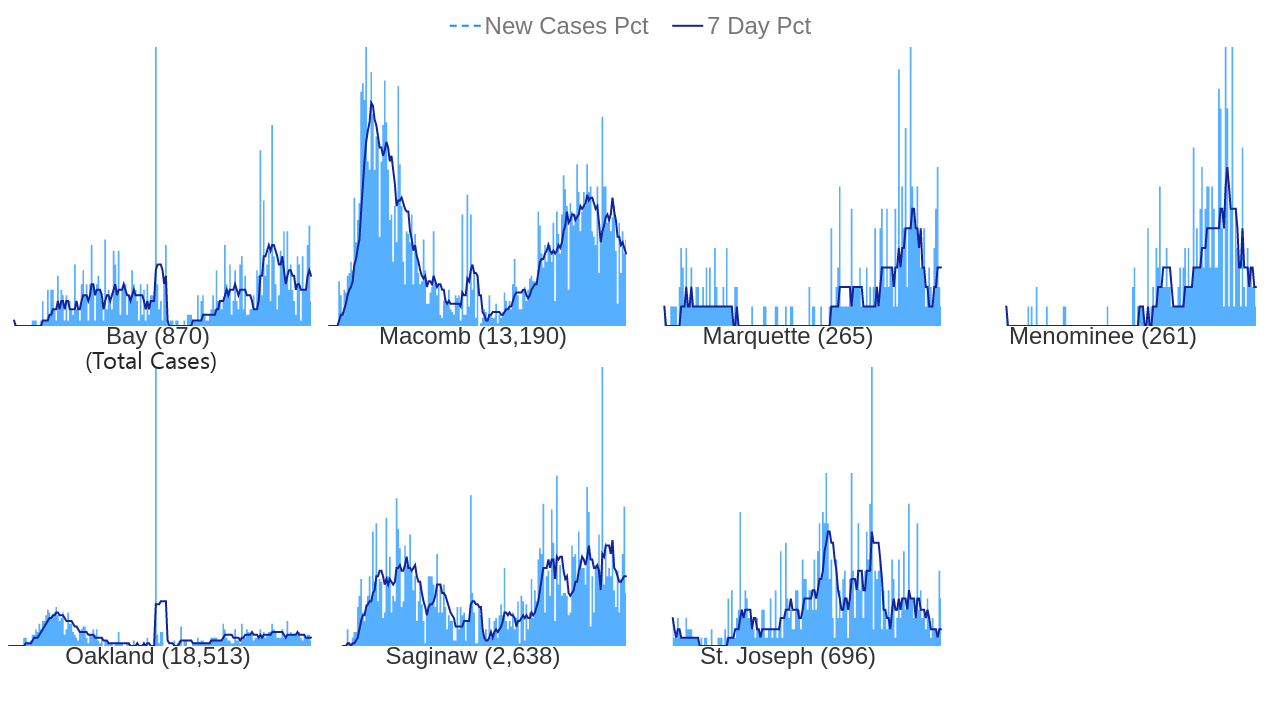 New Cases Pct 7 Day Pct
Bay (870)
(Total Cases)
Macomb (13,190)
Marquette (265)
Menominee (261)
Oakland (18,513)
Saginaw (2,638)
St. Joseph (696)